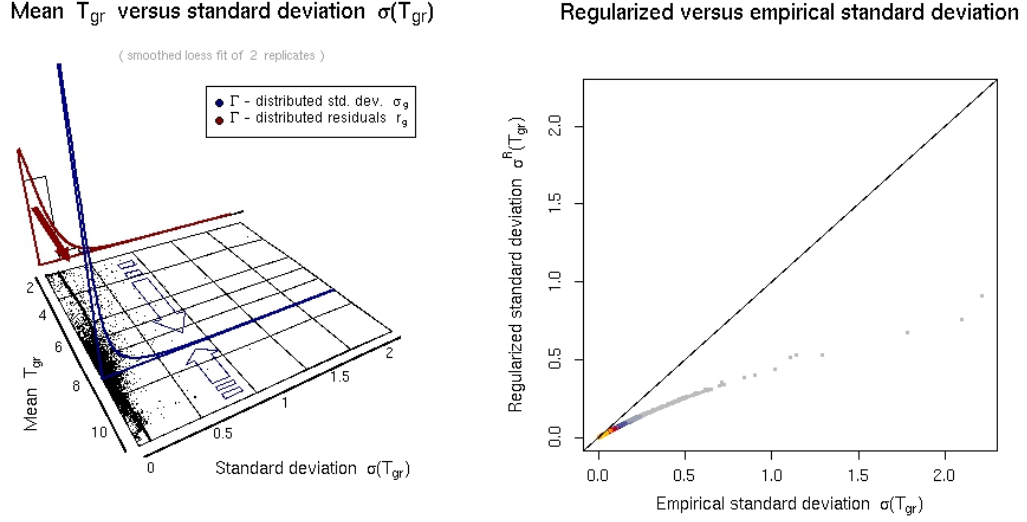 Mean T_gr versus standard deviation σ(T_gr)
( smoothed loess fit of 2 replicates )
Γ - distributed std. dev. σ_g
Γ - distributed residuals r_g
2
4
6
8
10
Mean T_gr
0
0.5
1
1.5
2
Standard deviation σ(T_gr)
Regularized versus empirical standard deviation
Regularized standard deviation σ^R(T_gr)
2.0
1.5
1.0
0.5
0.0
0.0 0.5 1.0 1.5 2.0
Empirical standard deviation σ(T_gr)